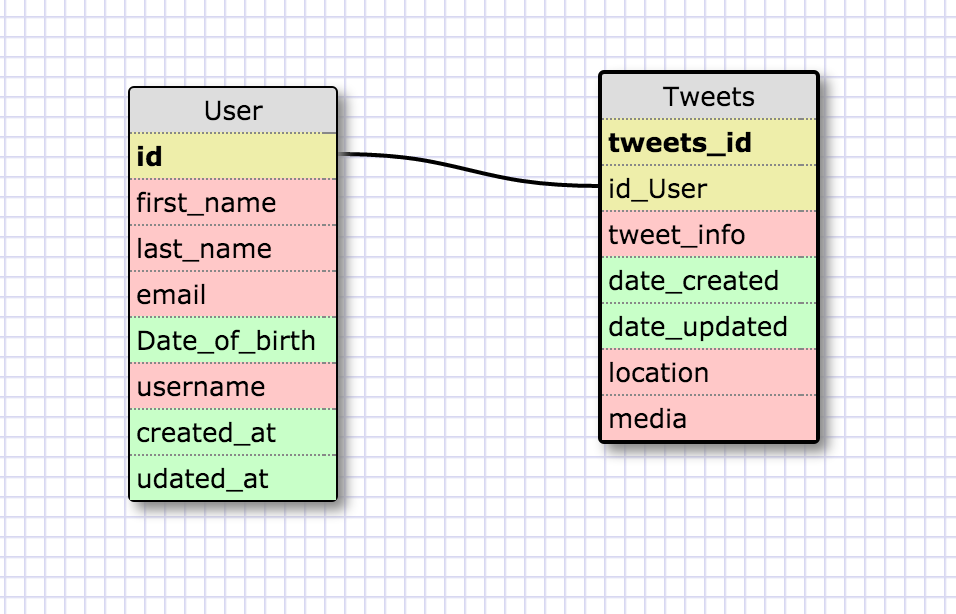 User
id
first_name
last_name
email
Date_of_birth
username
created_at
udated_at
Tweets
tweets_id
id_User
tweet_info
date_created
date_updated
location
media